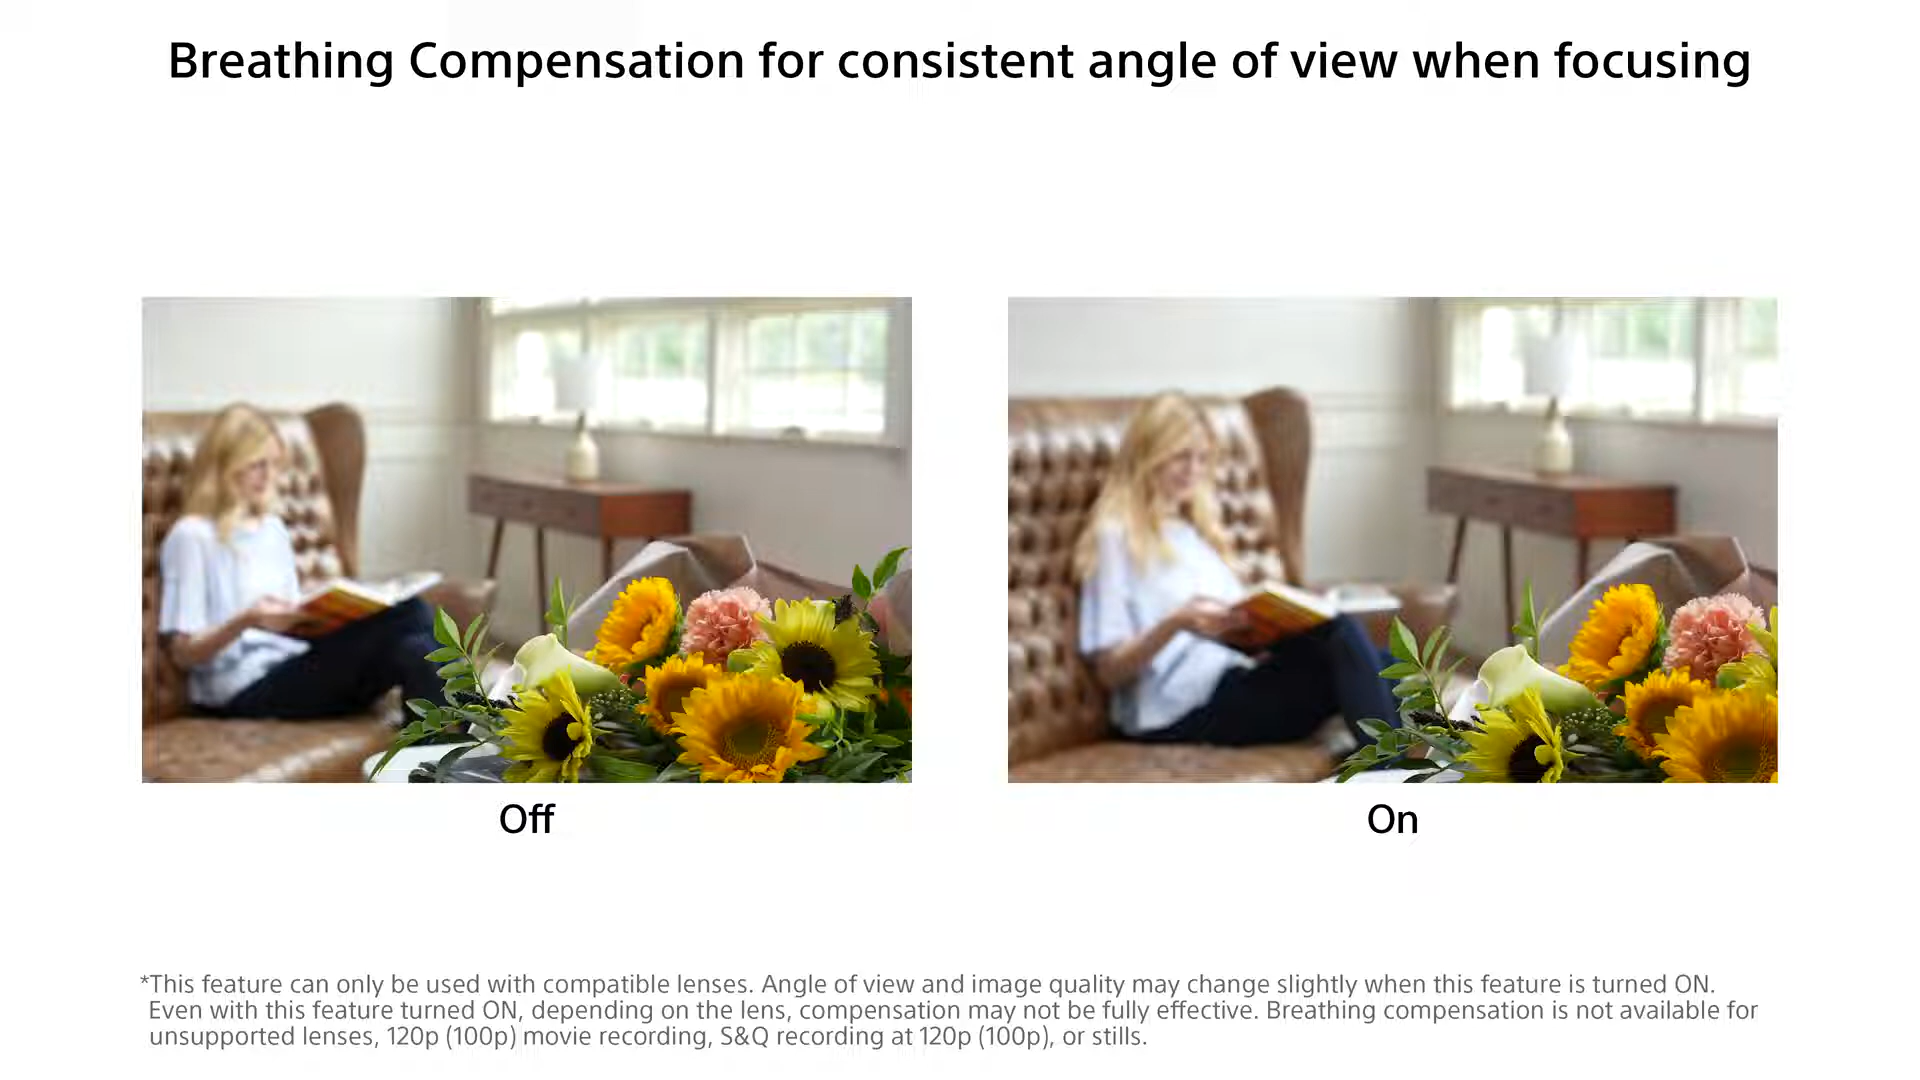 Breathing Compensation for consistent angle of view when focusing
Off
On
*This feature can only be used with compatible lenses. Angle of view and image quality may change slightly when this feature is turned ON.
Even with this feature turned ON, depending on the lens, compensation may not be fully effective. Breathing compensation is not available for
unsupported lenses, 120p (100p) movie recording, S&Q recording at 120p (100p), or stills.